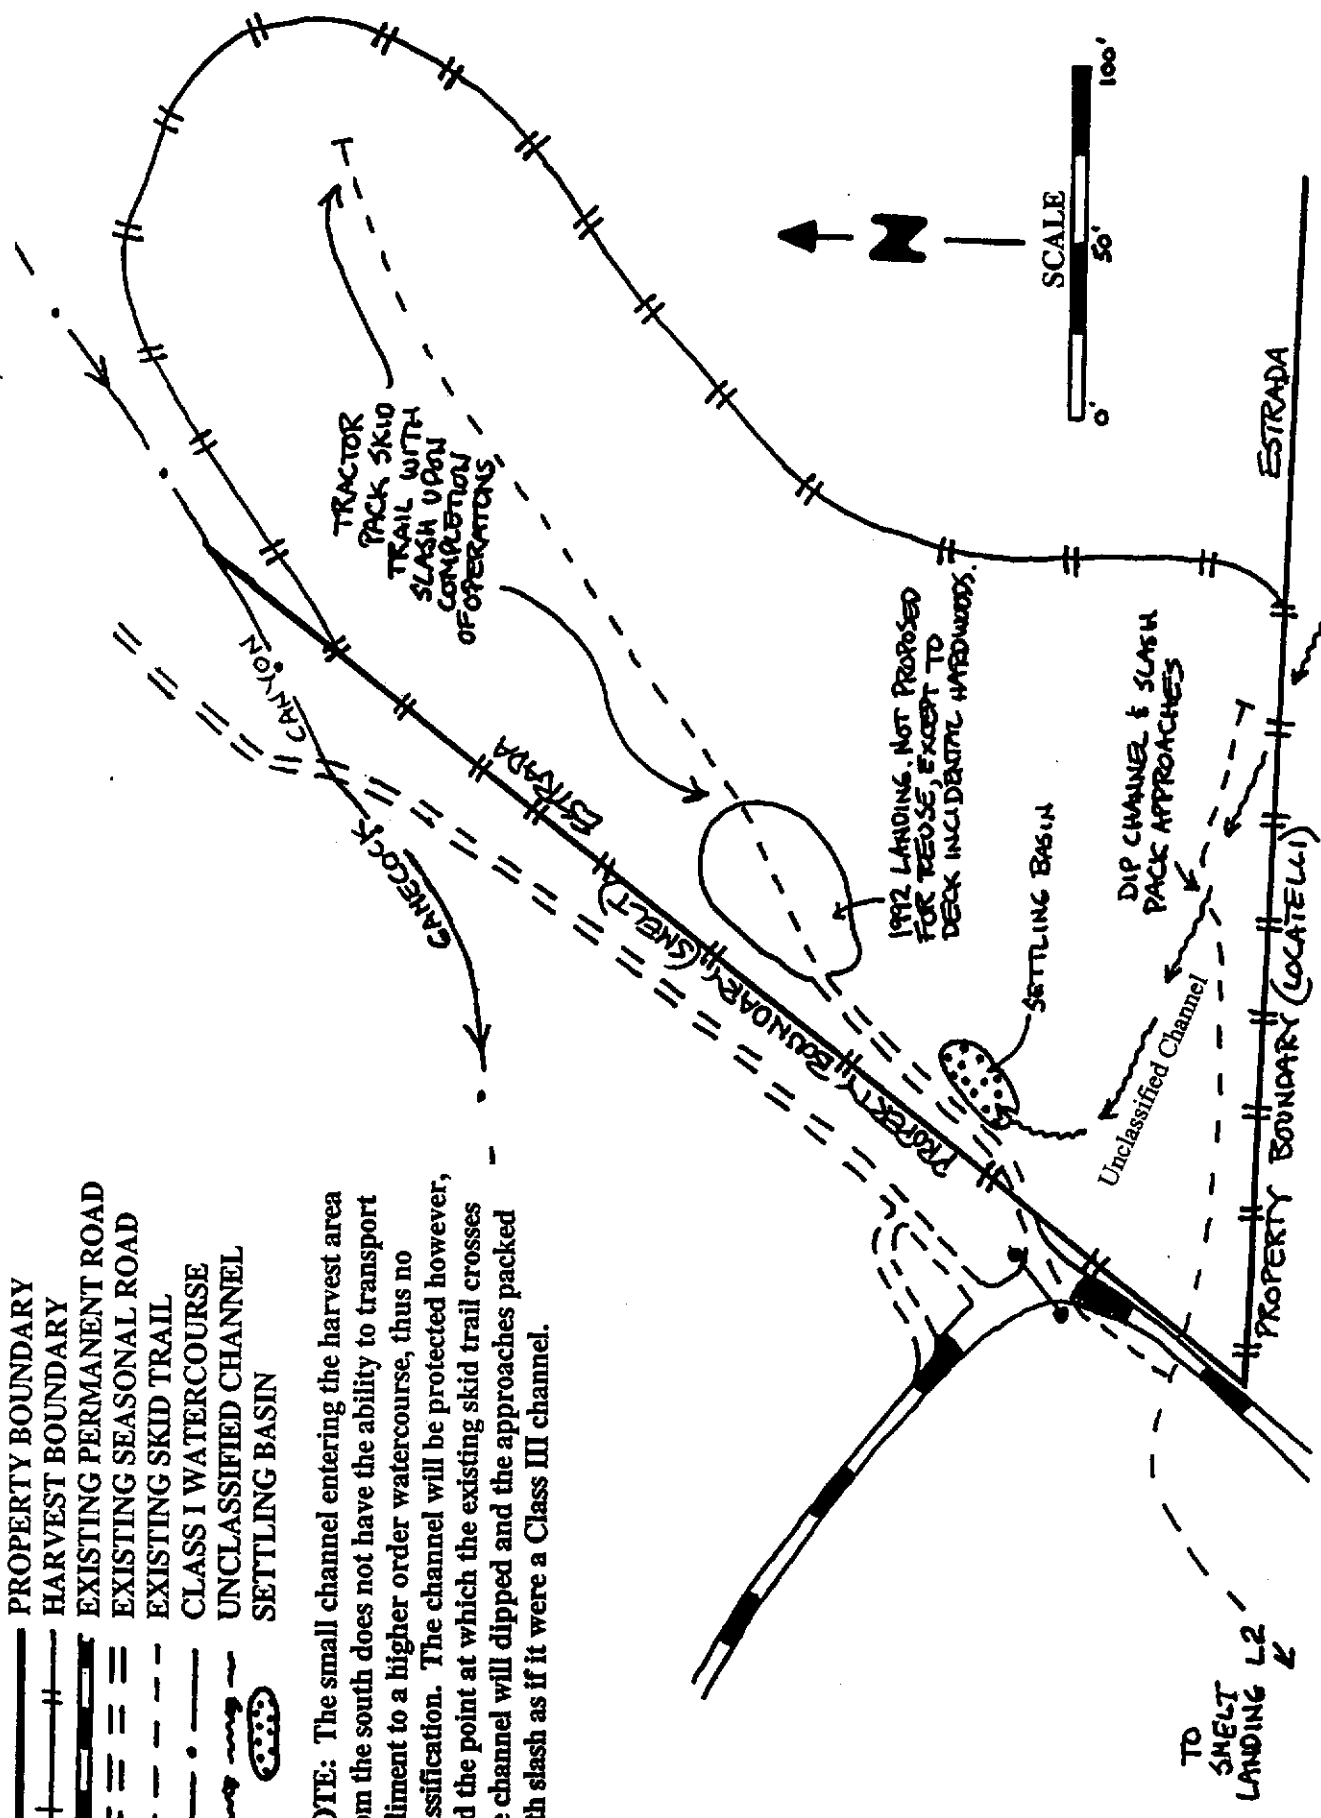 PROPERTY BOUNDARY
HARVEST BOUNDARY
EXISTING PERMANENT ROAD
EXISTING SEASONAL ROAD
EXISTING SKID TRAIL
CLASS I WATERCOURSE
UNCLASSIFIED CHANNEL
SETTLING BASIN
OTE: The small channel entering the harvest area
om the south does not have the ability to transport
diment to a higher order watercourse, thus no
ssification. The channel will be protected however,
d the point at which the existing skid trail crosses
e channel will dipped and the approaches packed
th slash as if it were a Class III channel.
GAMECOCK CANYON
TRACTOR
PACK SKID
TRAIL WITH
SLASH UPON
COMPLETION
OF OPERATIONS
ESTRADA
PROPERTY BOUNDARY (SMELT)
1992 LANDING. NOT PROPOSED
FOR REUSE, EXCEPT TO
DECK INCIDENTAL HARDWOODS.
SETTLING BASIN
Unclassified Channel
DIP CHANNEL & SLASH
PACK APPROACHES
N
SCALE
0' 50' 100'
ESTRADA
PROPERTY BOUNDARY (LOCATELLI)
TO
SMELT
LANDING L2